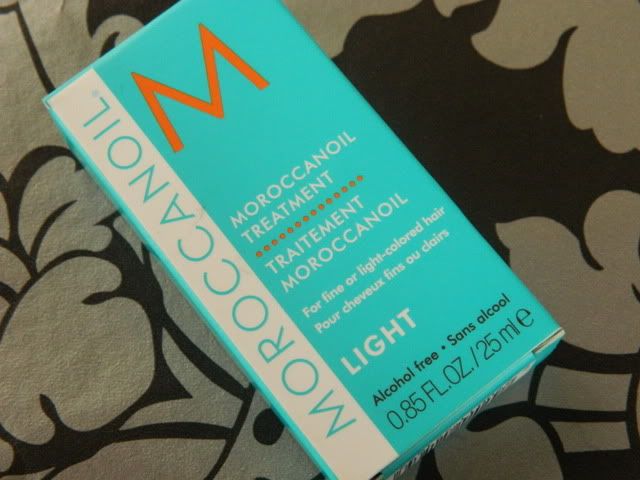 M
MOROCCANOIL®
MOROCCANOIL
TREATMENT
TRAITEMENT
MOROCCANOIL
For fine or light-colored hair
Pour cheveux fins ou clairs
LIGHT
Alcohol free • Sans alcool
0.85 FL.OZ./25 ml ℮